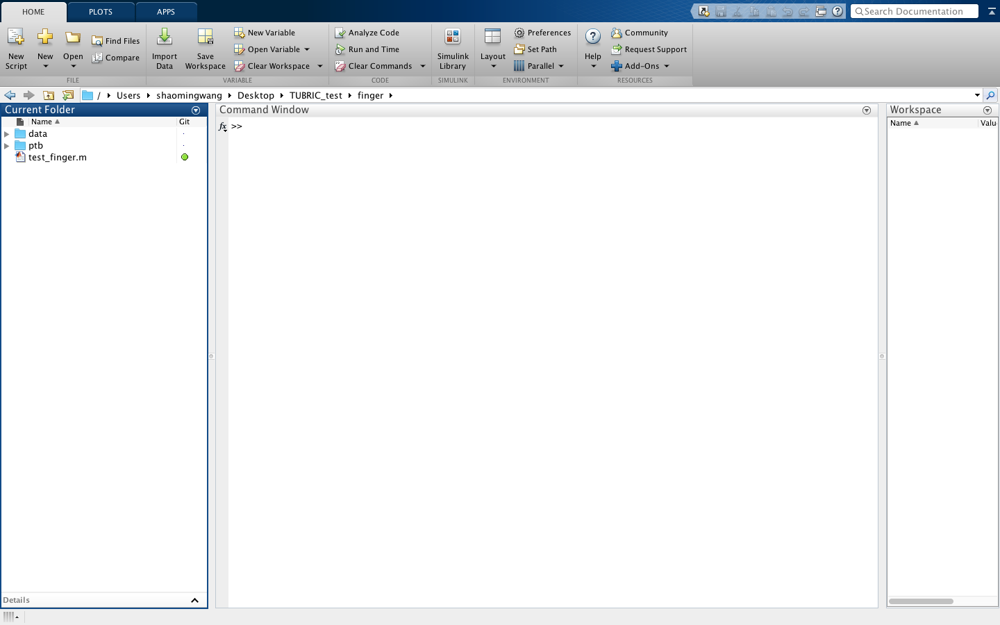 HOME PLOTS APPS Search Documentation
New Script
New
Open
Find Files
Compare
Import Data
Save Workspace
New Variable
Open Variable
Clear Workspace
Analyze Code
Run and Time
Clear Commands
Simulink Library
Layout
Preferences
Set Path
Parallel
Help
Community
Request Support
Add-Ons
FILE VARIABLE CODE SIMULINK ENVIRONMENT RESOURCES
/ Users shaomingwang Desktop TUBRIC_test finger
Current Folder
Name Git
data
ptb
test_finger.m
Details
Command Window
fx >>
Workspace
Name Valu